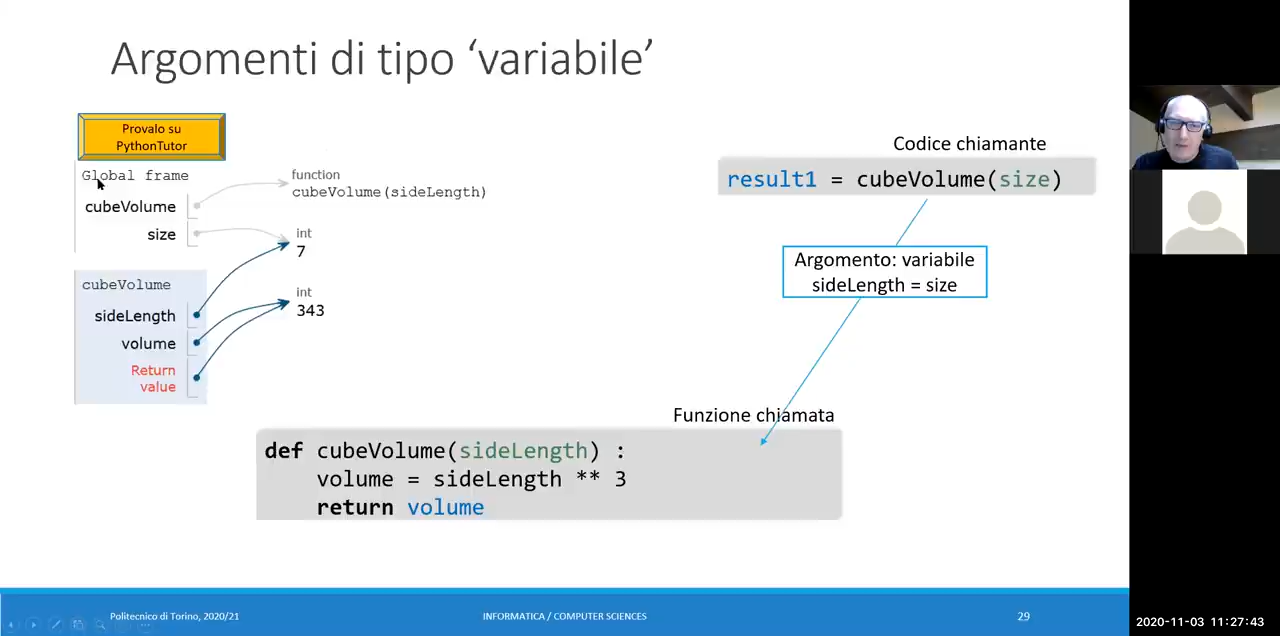 Argomenti di tipo ‘variabile’
Provalo su
PythonTutor
Global frame
cubeVolume
size
function
cubeVolume(sideLength)
int
7
cubeVolume
sideLength
volume
Return
value
int
343
Codice chiamante
result1 = cubeVolume(size)
Argomento: variabile
sideLength = size
Funzione chiamata
def cubeVolume(sideLength) :
volume = sideLength ** 3
return volume
Politecnico di Torino, 2020/21
INFORMATICA / COMPUTER SCIENCES
29
2020-11-03 11:27:43